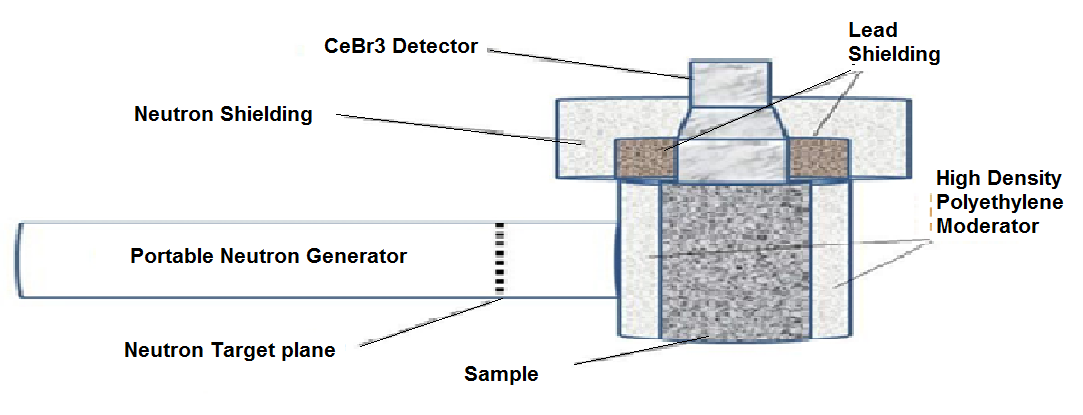 Lead
Shielding
CeBr3 Detector
Neutron Shielding
High Density
Polyethylene
Moderator
Portable Neutron Generator
Neutron Target plane
Sample